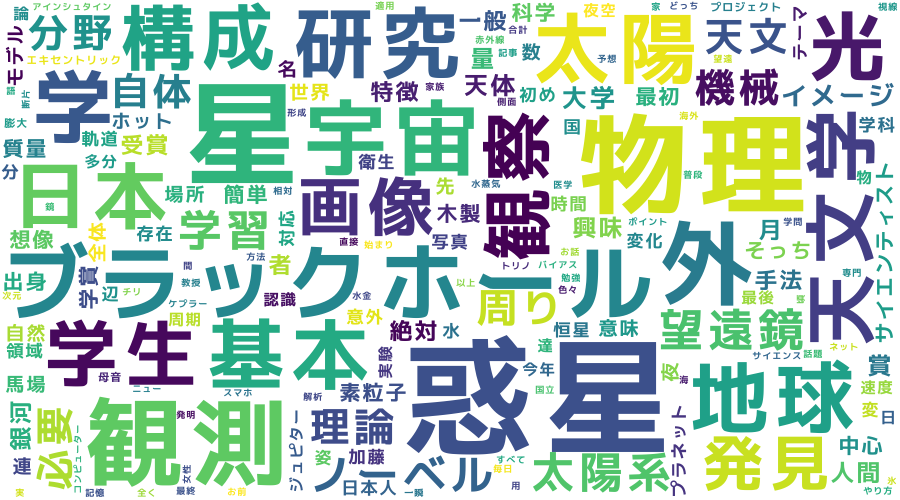 アインシュタイン
適用
家
どっち
プロジェクト
視線
論
分野
構成
研究
一般
科学
夜空
太陽
天文
テーマ
光
モデル
エキセントリック
赤外線
合計
量
記事
数
予想
望遠
語
断片
学
自体
名
星
世界
特徴
家族
天体
側面
初め
大学
最初
機械
イメージ
膨大
ホット
形成
宇宙
観察
物理
海外
天文学
学科
軌道
受賞
質量
多分
分
衛生
国
日本
場所
簡単
相対
画像
先
水蒸気
医学
普段
物
鏡
木製
時間
興味
ポイント
月
学問
サイエンティスト
想像
存在
学習
対応
直接
始まり
写真
お話
変化
そっち
全体
方法
トリノ
バイアス
ブラックホール
外
出身
学賞
辺
チリ
間
者
教授
認識
水金
以上
勉強
色々
手法
専門
次元
ケプラー
周期
意外
絶対
水
周り
恒星
意味
最後
望遠鏡
自然
領域
学生
基本
実験
惑星
達
ネット
母音
今年
サイエンス
話題
賞
馬場
ニュー
スマホ
解析
素粒子
国立
夜
海
地球
速度
変
日
銀河
必要
コンピューター
観測
発明
ジュピター
理論
プラネット
姿
加藤
ノーベル
太陽系
発見
中心
人間
連
女性
すべて
毎日
氷
実
記憶
全く
最終
お前
日本人
一瞬
用
やり方